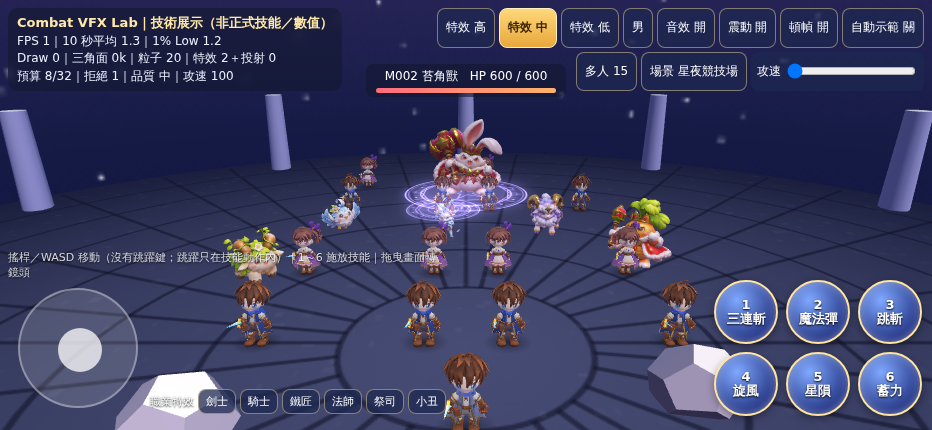 Combat VFX Lab｜技術展示（非正式技能／數值）
FPS 1｜10 秒平均 1.3｜1% Low 1.2
Draw 0｜三角面 0k｜粒子 20｜特效 2＋投射 0
預算 8/32｜拒絕 1｜品質 中｜攻速 100
特效 高
特效 中
特效 低
男
音效 開
震動 開
頓幀 開
自動示範 關
M002 苔角獸 HP 600 / 600
多人 15
場景 星夜競技場
攻速
搖桿／WASD 移動（沒有跳躍鍵；跳躍只在技能動作內）｜1–6 施放技能｜拖曳畫面
鏡頭
1
三連斬
2
魔法彈
3
跳斬
4
旋風
5
星隕
6
蓄力
職業特效
劍士
騎士
鐵匠
法師
祭司
小丑